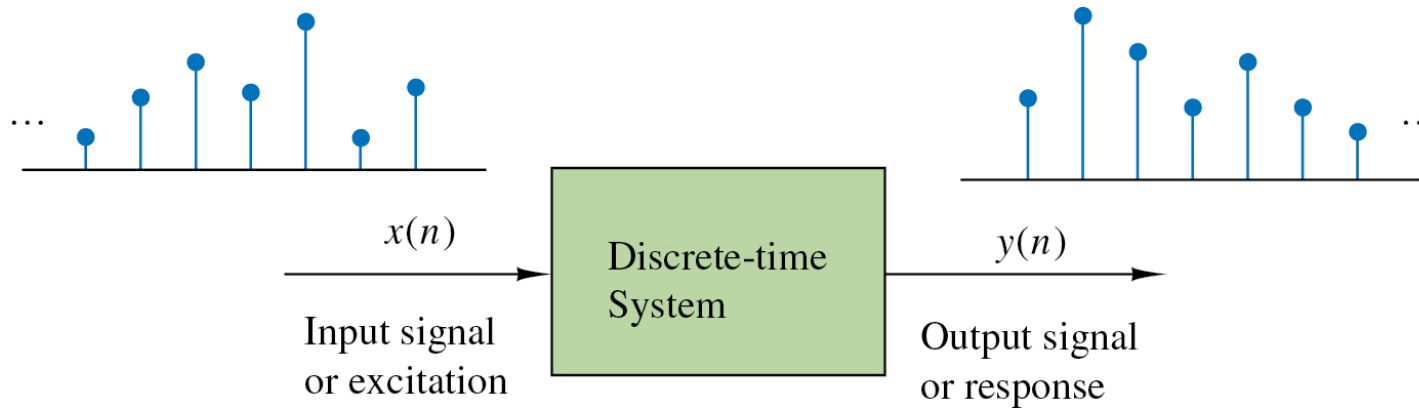 ...
...
x(n)
y(n)
Discrete-time
System
Input signal
or excitation
Output signal
or response